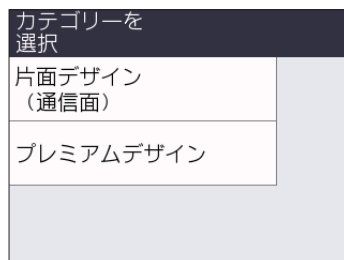 カテゴリーを
選択
片面デザイン
（通信面）
プレミアムデザイン